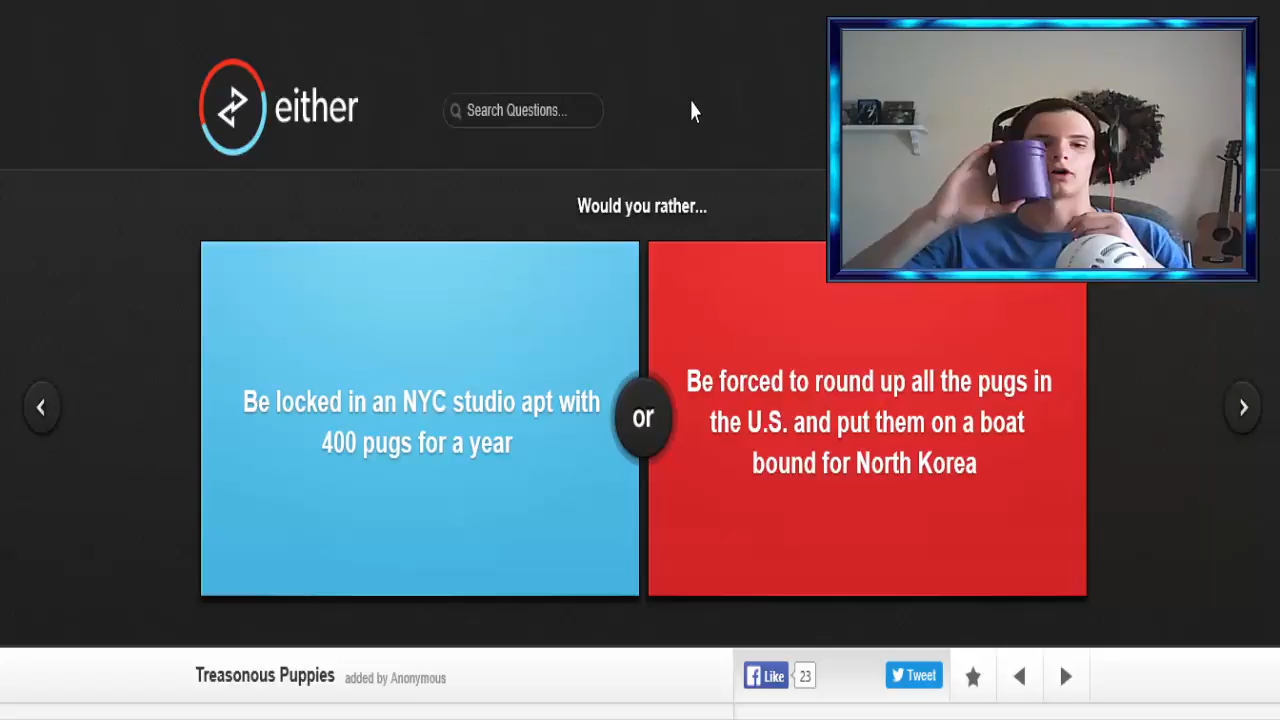 either
Search Questions...
Would you rather...
Be locked in an NYC studio apt with
400 pugs for a year
or
Be forced to round up all the pugs in
the U.S. and put them on a boat
bound for North Korea
Treasonous Puppies added by Anonymous
Like 23 Tweet